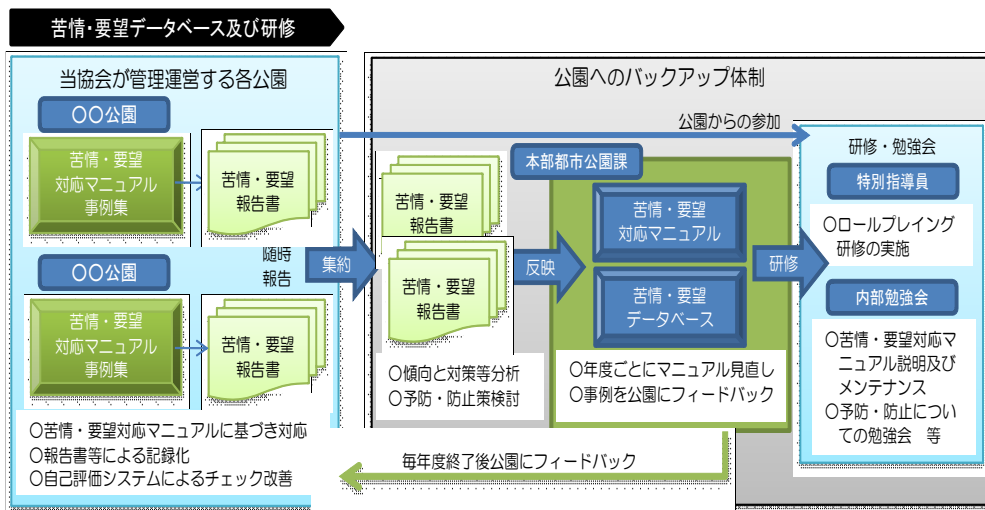 苦情・要望データベース及び研修
当協会が管理運営する各公園
〇〇公園
苦情・要望
対応マニュアル
事例集
苦情・要望
報告書
〇〇公園
苦情・要望
対応マニュアル
事例集
苦情・要望
報告書
随時
報告
〇苦情・要望対応マニュアルに基づき対応
〇報告書等による記録化
〇自己評価システムによるチェック改善
集約
公園へのバックアップ体制
公園からの参加
苦情・要望
報告書
苦情・要望
報告書
〇傾向と対策等分析
〇予防・防止策検討
反映
本部都市公園課
苦情・要望
対応マニュアル
苦情・要望
データベース
〇年度ごとにマニュアル見直し
〇事例を公園にフィードバック
研修
研修・勉強会
特別指導員
〇ロールプレイング
研修の実施
内部勉強会
〇苦情・要望対応マ
ニュアル説明及び
メンテナンス
〇予防・防止につい
ての勉強会 等
毎年度終了後公園にフィードバック